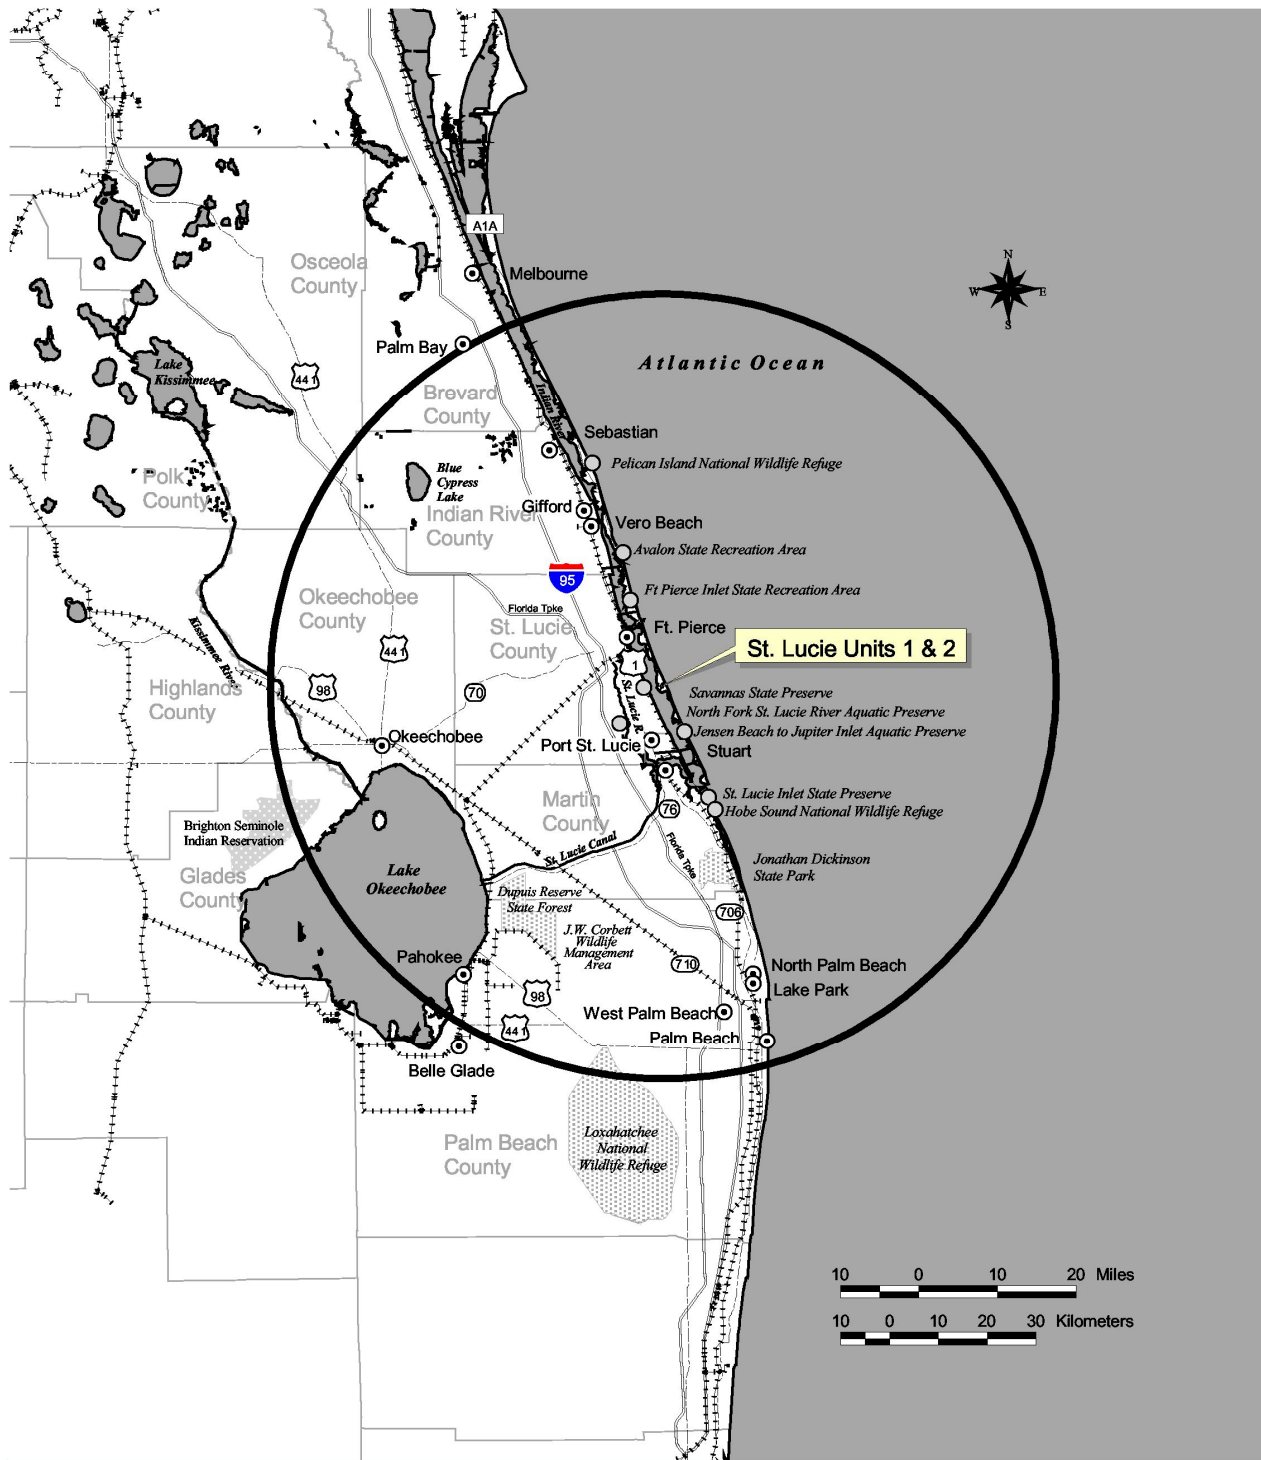 A1A
N
W
E
S
Osceola
County
Melbourne
Palm Bay
Atlantic Ocean
Lake
Kissimmee
441
Brevard
County
Indian River
Sebastian
Pelican Island National Wildlife Refuge
Polk
County
Blue
Cypress
Lake
Gifford
Indian River
County
Vero Beach
Avalon State Recreation Area
95
Ft Pierce Inlet State Recreation Area
Okeechobee
County
Florida Tpke
St. Lucie
County
Ft. Pierce
Kissimmee River
441
St. Lucie Units 1 & 2
1
Highlands
County
98
70
St. Lucie R.
Savannas State Preserve
North Fork St. Lucie River Aquatic Preserve
Jensen Beach to Jupiter Inlet Aquatic Preserve
Okeechobee
Port St. Lucie
Stuart
Martin
County
76
St. Lucie Inlet State Preserve
Hobe Sound National Wildlife Refuge
Brighton Seminole
Indian Reservation
St. Lucie Canal
Florida Tpke
Jonathan Dickinson
State Park
Glades
County
Lake
Okeechobee
Dupuis Reserve
State Forest
706
J.W. Corbett
Wildlife
Management
Area
Pahokee
710
North Palm Beach
Lake Park
98
West Palm Beach
441
Palm Beach
Belle Glade
Palm Beach
County
Loxahatchee
National
Wildlife Refuge
10 0 10 20 Miles
10 0 10 20 30 Kilometers